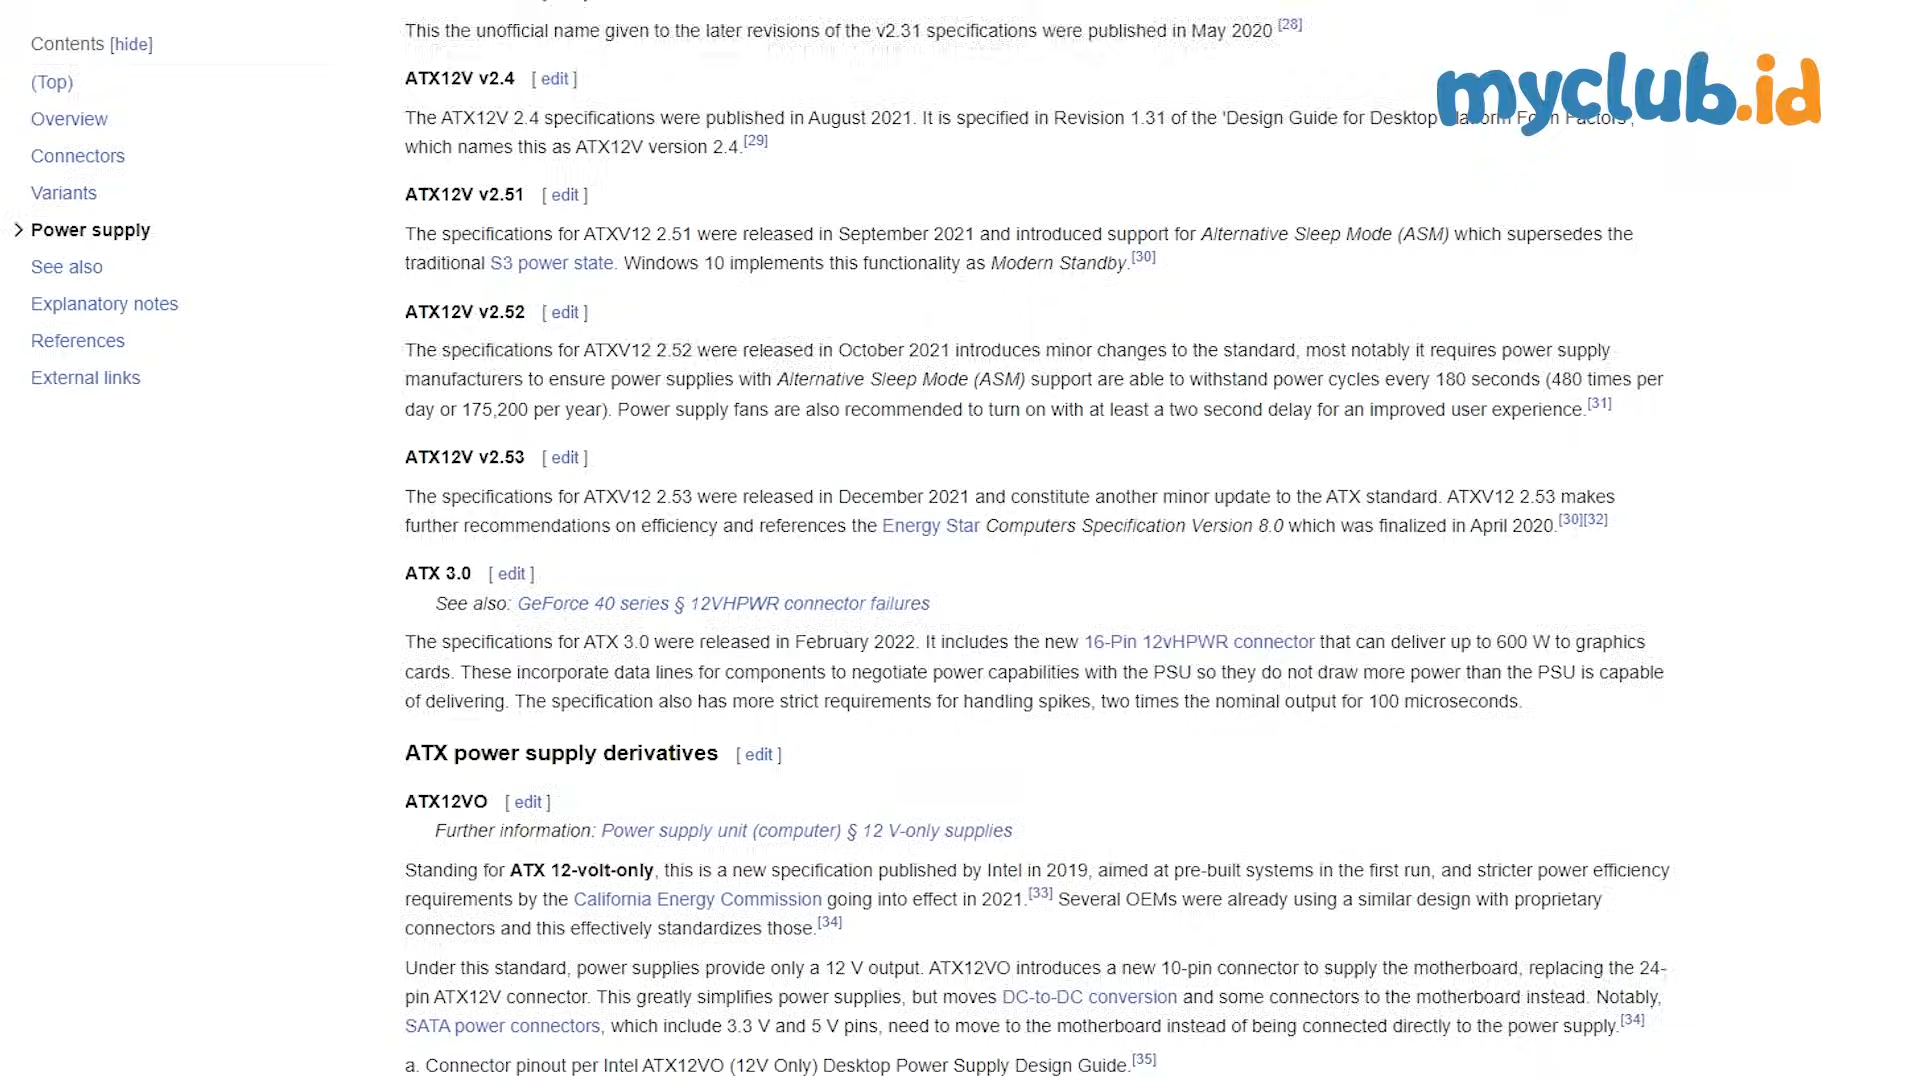 Contents [hide]
(Top)
Overview
Connectors
Variants
Power supply
See also
Explanatory notes
References
External links
This the unofficial name given to the later revisions of the v2.31 specifications were published in May 2020 [28]
myclub.id
ATX12V v2.4 [ edit ]
The ATX12V 2.4 specifications were published in August 2021. It is specified in Revision 1.31 of the 'Design Guide for Desktop Platform Form Factors',
which names this as ATX12V version 2.4.[29]
ATX12V v2.51 [ edit ]
The specifications for ATXV12 2.51 were released in September 2021 and introduced support for Alternative Sleep Mode (ASM) which supersedes the
traditional S3 power state. Windows 10 implements this functionality as Modern Standby.[30]
ATX12V v2.52 [ edit ]
The specifications for ATXV12 2.52 were released in October 2021 introduces minor changes to the standard, most notably it requires power supply
manufacturers to ensure power supplies with Alternative Sleep Mode (ASM) support are able to withstand power cycles every 180 seconds (480 times per
day or 175,200 per year). Power supply fans are also recommended to turn on with at least a two second delay for an improved user experience.[31]
ATX12V v2.53 [ edit ]
The specifications for ATXV12 2.53 were released in December 2021 and constitute another minor update to the ATX standard. ATXV12 2.53 makes
further recommendations on efficiency and references the Energy Star Computers Specification Version 8.0 which was finalized in April 2020.[30][32]
ATX 3.0 [ edit ]
See also: GeForce 40 series § 12VHPWR connector failures
The specifications for ATX 3.0 were released in February 2022. It includes the new 16-Pin 12vHPWR connector that can deliver up to 600 W to graphics
cards. These incorporate data lines for components to negotiate power capabilities with the PSU so they do not draw more power than the PSU is capable
of delivering. The specification also has more strict requirements for handling spikes, two times the nominal output for 100 microseconds.
ATX power supply derivatives [ edit ]
ATX12VO [ edit ]
Further information: Power supply unit (computer) § 12 V-only supplies
Standing for ATX 12-volt-only, this is a new specification published by Intel in 2019, aimed at pre-built systems in the first run, and stricter power efficiency
requirements by the California Energy Commission going into effect in 2021.[33] Several OEMs were already using a similar design with proprietary
connectors and this effectively standardizes those.[34]
Under this standard, power supplies provide only a 12 V output. ATX12VO introduces a new 10-pin connector to supply the motherboard, replacing the 24-
pin ATX12V connector. This greatly simplifies power supplies, but moves DC-to-DC conversion and some connectors to the motherboard instead. Notably,
SATA power connectors, which include 3.3 V and 5 V pins, need to move to the motherboard instead of being connected directly to the power supply.[34]
a. Connector pinout per Intel ATX12VO (12V Only) Desktop Power Supply Design Guide.[35]